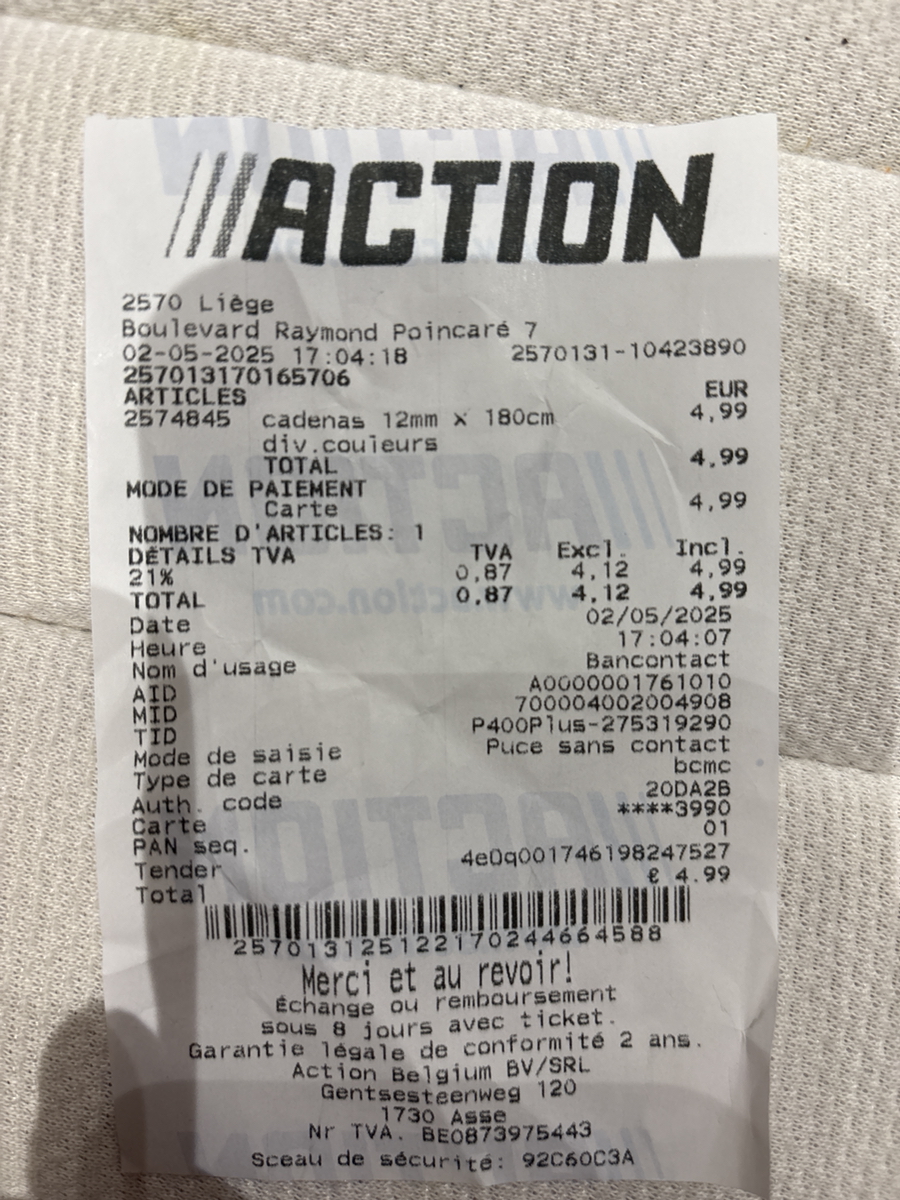 ACTION
2570 Liège
Boulevard Raymond Poincaré 7
02-05-2025 17:04:18 2570131-10423890
257013170165706
ARTICLES EUR
2574845 cadenas 12mm x 180cm 4,99
div.couleurs
TOTAL 4,99
MODE DE PAIEMENT
Carte 4,99
NOMBRE D'ARTICLES: 1
DÉTAILS TVA TVA Excl. Incl.
21% 0,87 4,12 4,99
TOTAL 0,87 4,12 4,99
Date 02/05/2025
Heure 17:04:07
Nom d'usage Bancontact
AID A0000001761010
MID 700004002004908
TID P400Plus-275319290
Mode de saisie Puce sans contact
Type de carte bcmc
Auth. code 20DA2B
Carte ****3990
PAN seq. 01
Tender 4e0q001746198247527
Total € 4.99
257013125122170244664588
Merci et au revoir!
Échange ou remboursement
sous 8 jours avec ticket.
Garantie légale de conformité 2 ans.
Action Belgium BV/SRL
Gentsesteenweg 120
1730 Asse
Nr TVA. BE0873975443
Sceau de sécurité: 92C60C3A